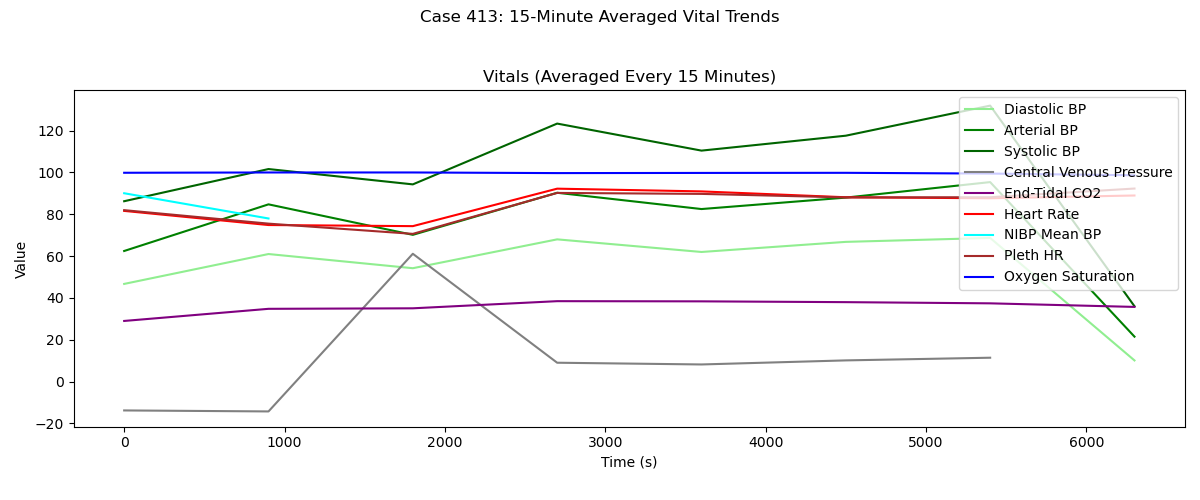 Case 413: 15-Minute Averaged Vital Trends
Vitals (Averaged Every 15 Minutes)
Value
120
100
80
60
40
20
0
−20
Diastolic BP
Arterial BP
Systolic BP
Central Venous Pressure
End-Tidal CO2
Heart Rate
NIBP Mean BP
Pleth HR
Oxygen Saturation
0 1000 2000 3000 4000 5000 6000
Time (s)